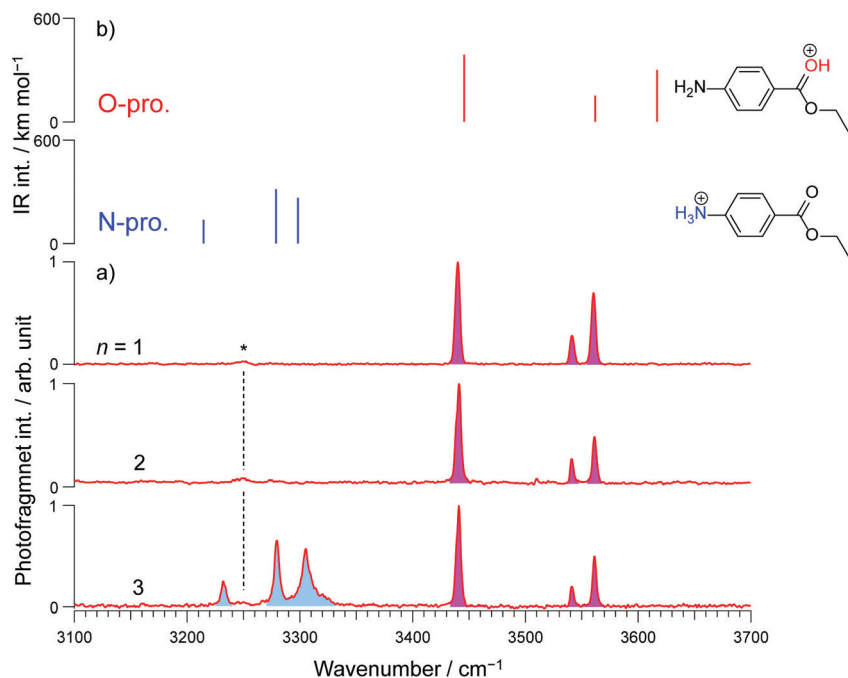 b)
600
0
IR int. / km mol⁻¹
O-pro.
H₂N
⊕
OH
O
600
0
N-pro.
⊕
H₃N
O
O
a)
1
0
n = 1
*
Photofragmnet int. / arb. unit
1
0
2
1
0
3
3100 3200 3300 3400 3500 3600 3700
Wavenumber / cm⁻¹